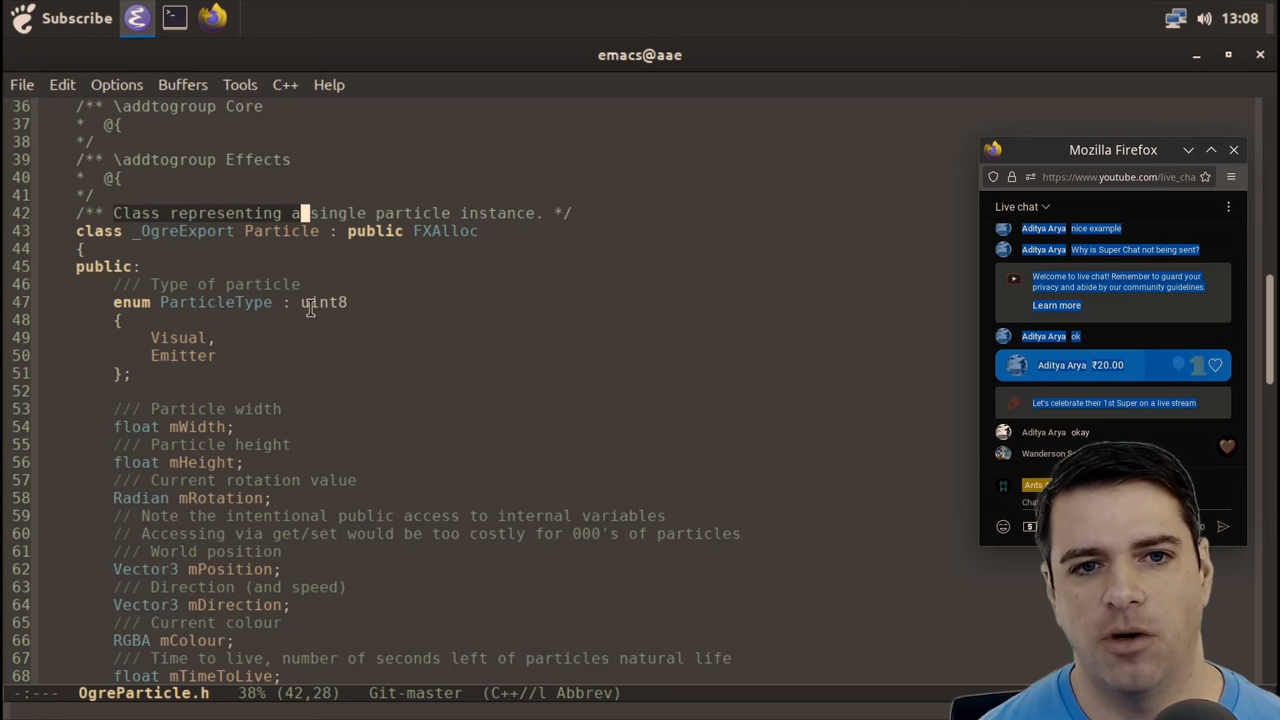 Subscribe
13:08
emacs@aae
File Edit Options Buffers Tools C++ Help
36 /** \addtogroup Core
37 * @{
38 */
39 /** \addtogroup Effects
40 * @{
41 */
42 /** Class representing a single particle instance. */
43 class _OgreExport Particle : public FXAlloc
44 {
45 public:
46 /// Type of particle
47 enum ParticleType : uint8
48 {
49 Visual,
50 Emitter
51 };
52
53 /// Particle width
54 float mWidth;
55 /// Particle height
56 float mHeight;
57 /// Current rotation value
58 Radian mRotation;
59 // Note the intentional public access to internal variables
60 // Accessing via get/set would be too costly for 000's of particles
61 /// World position
62 Vector3 mPosition;
63 /// Direction (and speed)
64 Vector3 mDirection;
65 /// Current colour
66 RGBA mColour;
67 /// Time to live, number of seconds left of particles natural life
68 float mTimeToLive;
-:--- OgreParticle.h 38% (42,28) Git-master (C++//l Abbrev)
Mozilla Firefox
https://www.youtube.com/live_cha
Live chat
Aditya Arya nice example
Aditya Arya Why is Super Chat not being sent?
Welcome to live chat! Remember to guard your
privacy and abide by our community guidelines.
Learn more
Aditya Arya ok
Aditya Arya ₹20.00
Let's celebrate their 1st Super on a live stream
Aditya Arya okay
Wanderson
Ants